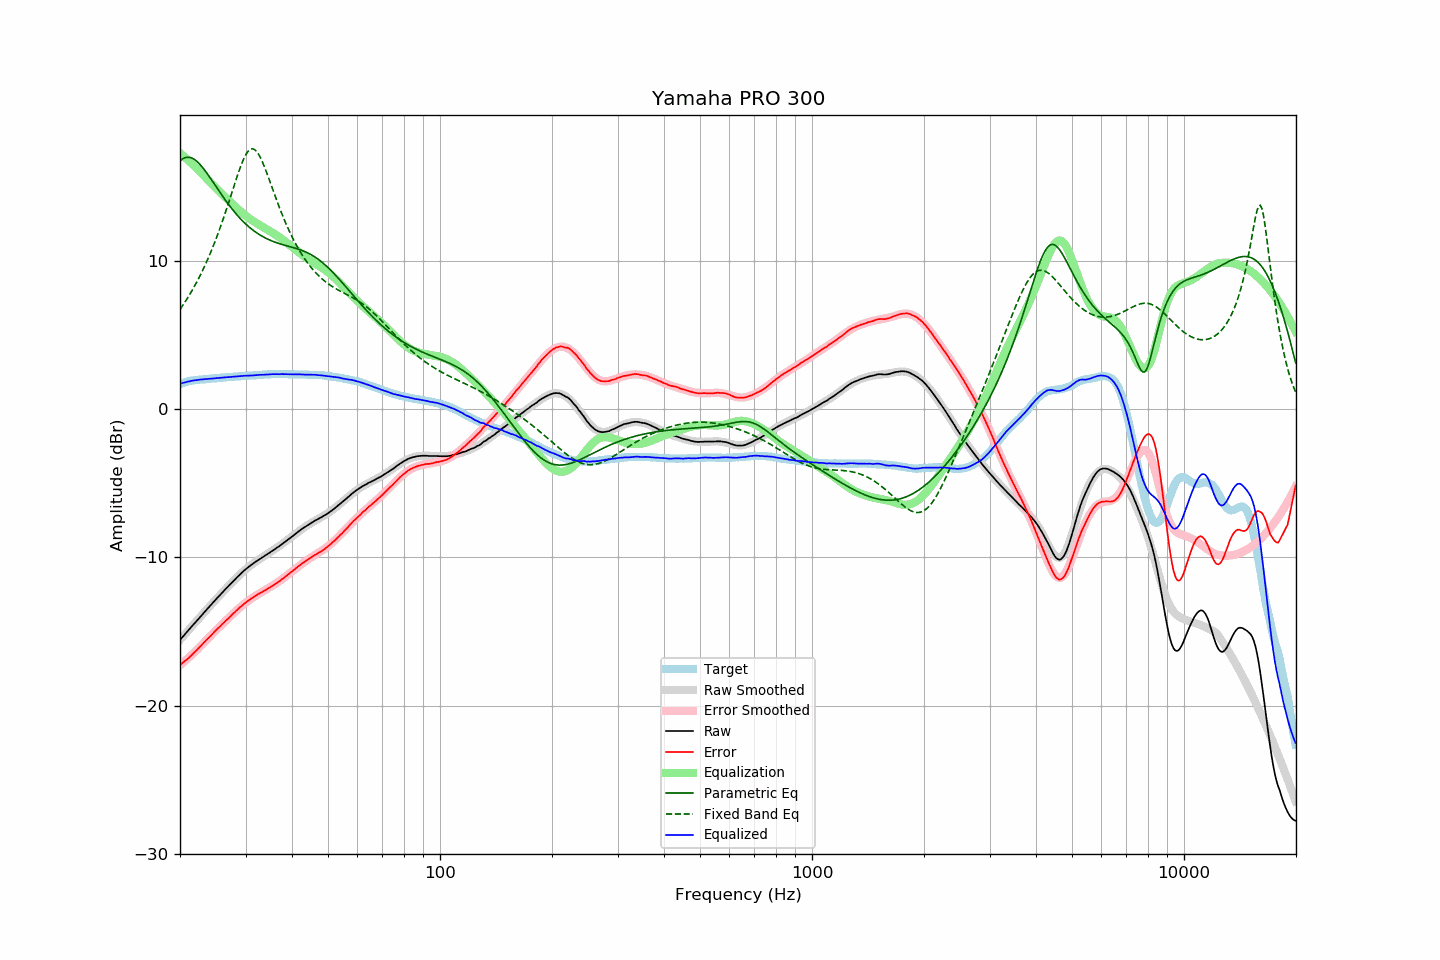 Yamaha PRO 300
Amplitude (dBr)
10
0
−10
−20
−30
Target
Raw Smoothed
Error Smoothed
Raw
Error
Equalization
Parametric Eq
Fixed Band Eq
Equalized
100
1000
10000
Frequency (Hz)